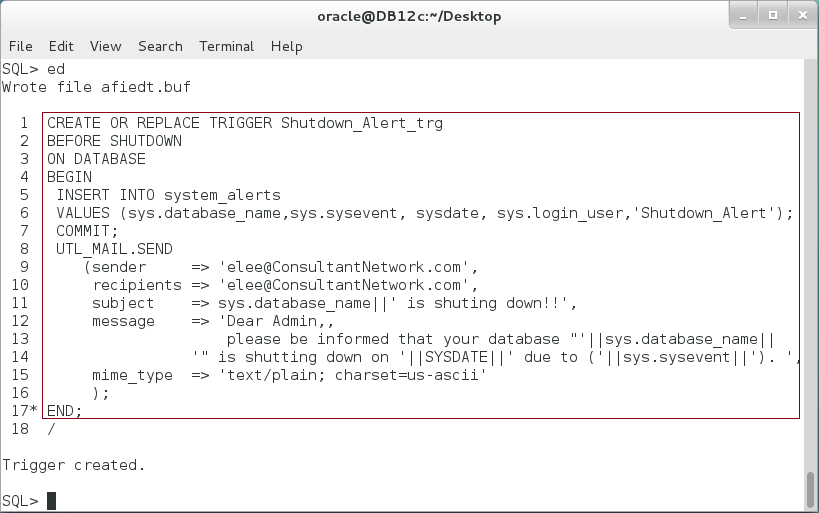 oracle@DB12c:~/Desktop
File Edit View Search Terminal Help
SQL> ed
Wrote file afiedt.buf
1 CREATE OR REPLACE TRIGGER Shutdown_Alert_trg
2 BEFORE SHUTDOWN
3 ON DATABASE
4 BEGIN
5 INSERT INTO system_alerts
6 VALUES (sys.database_name,sys.sysevent, sysdate, sys.login_user,'Shutdown_Alert');
7 COMMIT;
8 UTL_MAIL.SEND
9 (sender => 'elee@ConsultantNetwork.com',
10 recipients => 'elee@ConsultantNetwork.com',
11 subject => sys.database_name||' is shuting down!!',
12 message => 'Dear Admin,,
13 please be informed that your database "'||sys.database_name||
14 '" is shutting down on '||SYSDATE||' due to ('||sys.sysevent||'). ',
15 mime_type => 'text/plain; charset=us-ascii'
16 );
17* END;
18 /
Trigger created.
SQL>